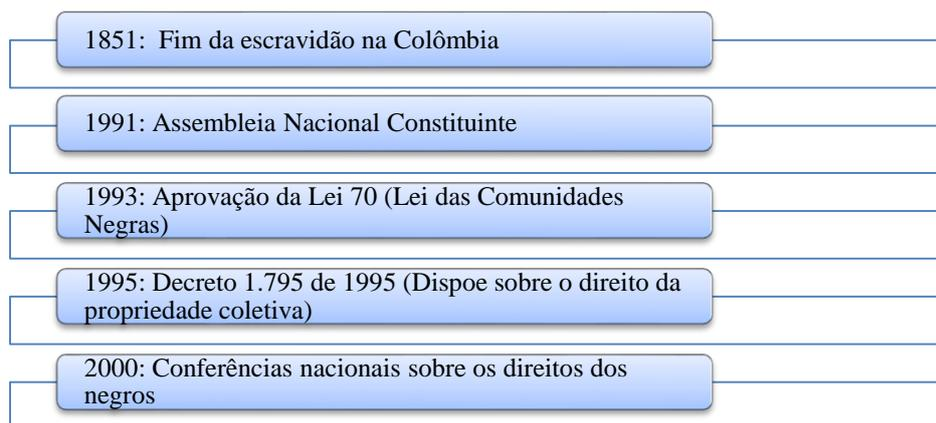 1851:  Fim da escravidão na Colômbia
1991: Assembleia Nacional Constituinte
1993: Aprovação da Lei 70 (Lei das Comunidades
Negras)
1995: Decreto 1.795 de 1995 (Dispoe sobre o direito da
propriedade coletiva)
2000: Conferências nacionais sobre os direitos dos
negros